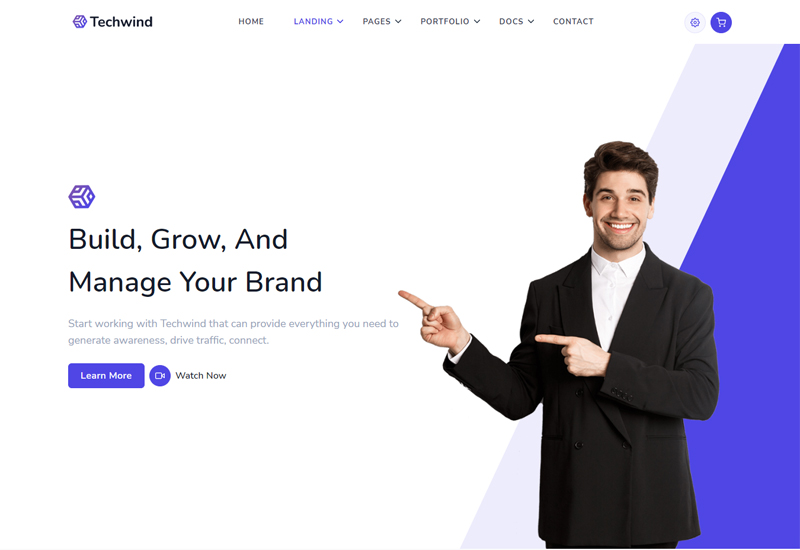 Techwind
HOME
LANDING
PAGES
PORTFOLIO
DOCS
CONTACT
Build, Grow, And
Manage Your Brand
Start working with Techwind that can provide everything you need to
generate awareness, drive traffic, connect.
Learn More
Watch Now